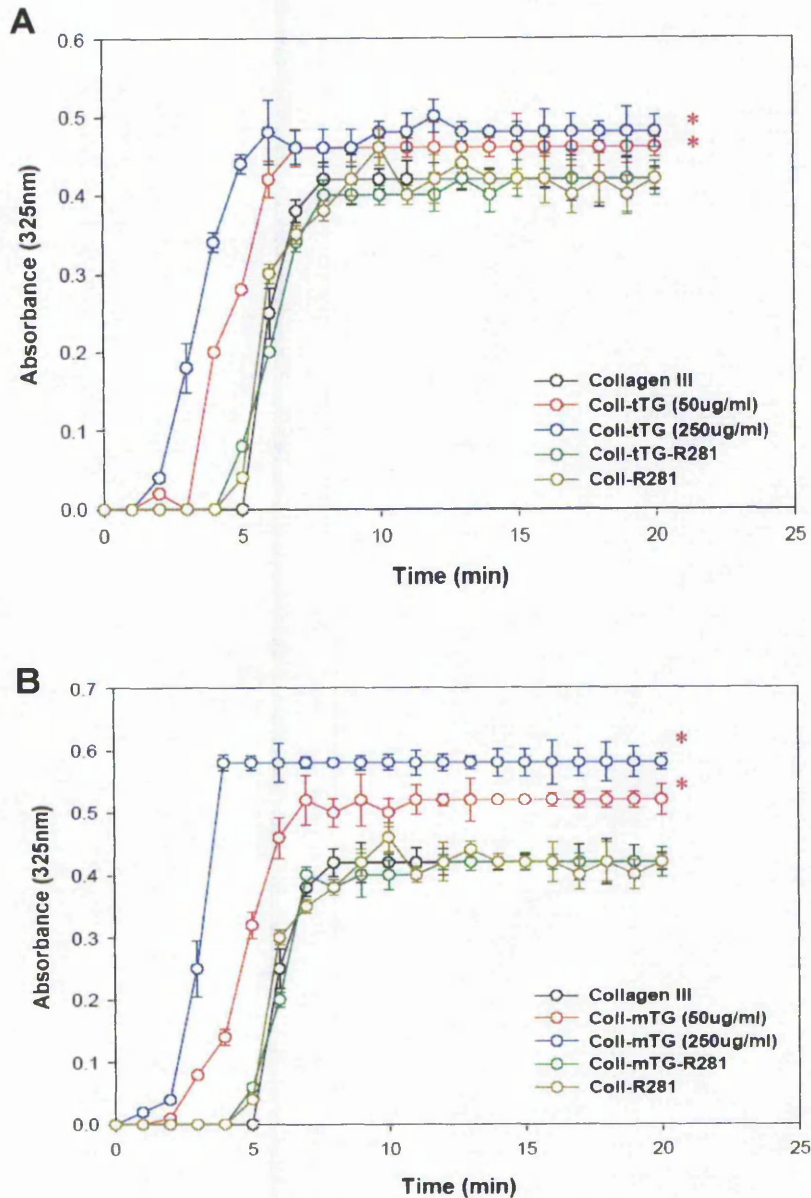 A
0.6
0.5
0.4
0.3
0.2
0.1
0.0
Absorbance (325nm)
*
*
Collagen III
Coll-tTG (50ug/ml)
Coll-tTG (250ug/ml)
Coll-tTG-R281
Coll-R281
0 5 10 15 20 25
Time (min)
B
0.7
0.6
0.5
0.4
0.3
0.2
0.1
0.0
Absorbance (325nm)
*
*
Collagen III
Coll-mTG (50ug/ml)
Coll-mTG (250ug/ml)
Coll-mTG-R281
Coll-R281
0 5 10 15 20 25
Time (min)